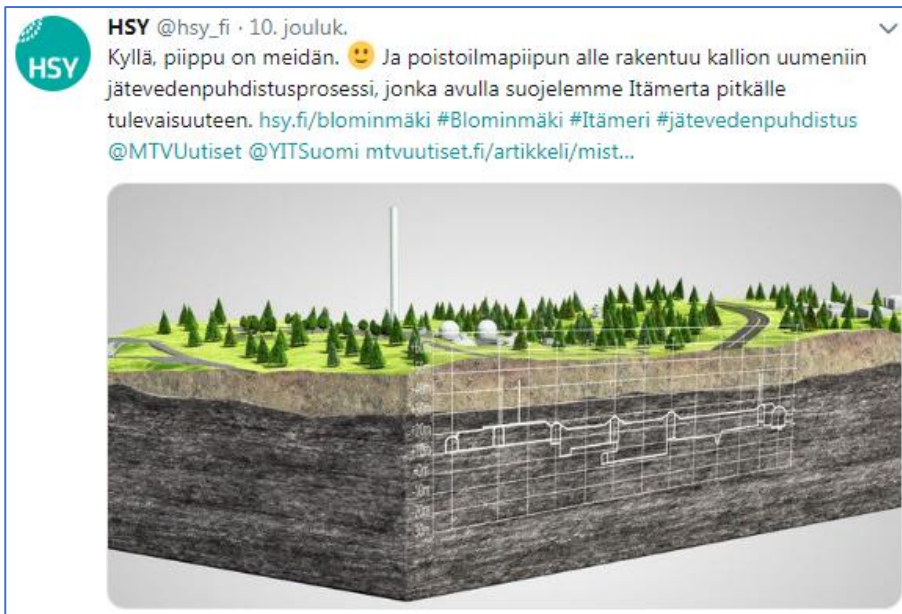 HSY @hsy_fi · 10. jouluk.
Kyllä, piippu on meidän. 🙂 Ja poistoilmapiipun alle rakentuu kallion uumeniin
jätevedenpuhdistusprosessi, jonka avulla suojelemme Itämerta pitkälle
tulevaisuuteen. hsy.fi/blominmäki #Blominmäki #Itämeri #jätevedenpuhdistus
@MTVUutiset @YITSuomi mtvuutiset.fi/artikkeli/mist...
HSY